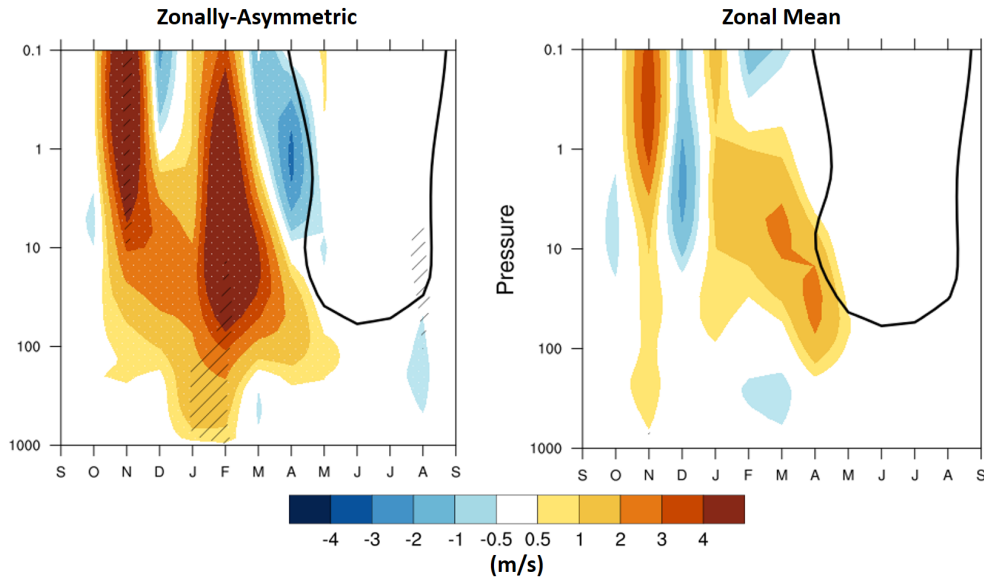 Zonally-Asymmetric
Zonal Mean
0.1
1
10
100
1000
S O N D J F M A M J J A S
Pressure
0.1
1
10
100
1000
S O N D J F M A M J J A S
-4 -3 -2 -1 -0.5 0.5 1 2 3 4
(m/s)